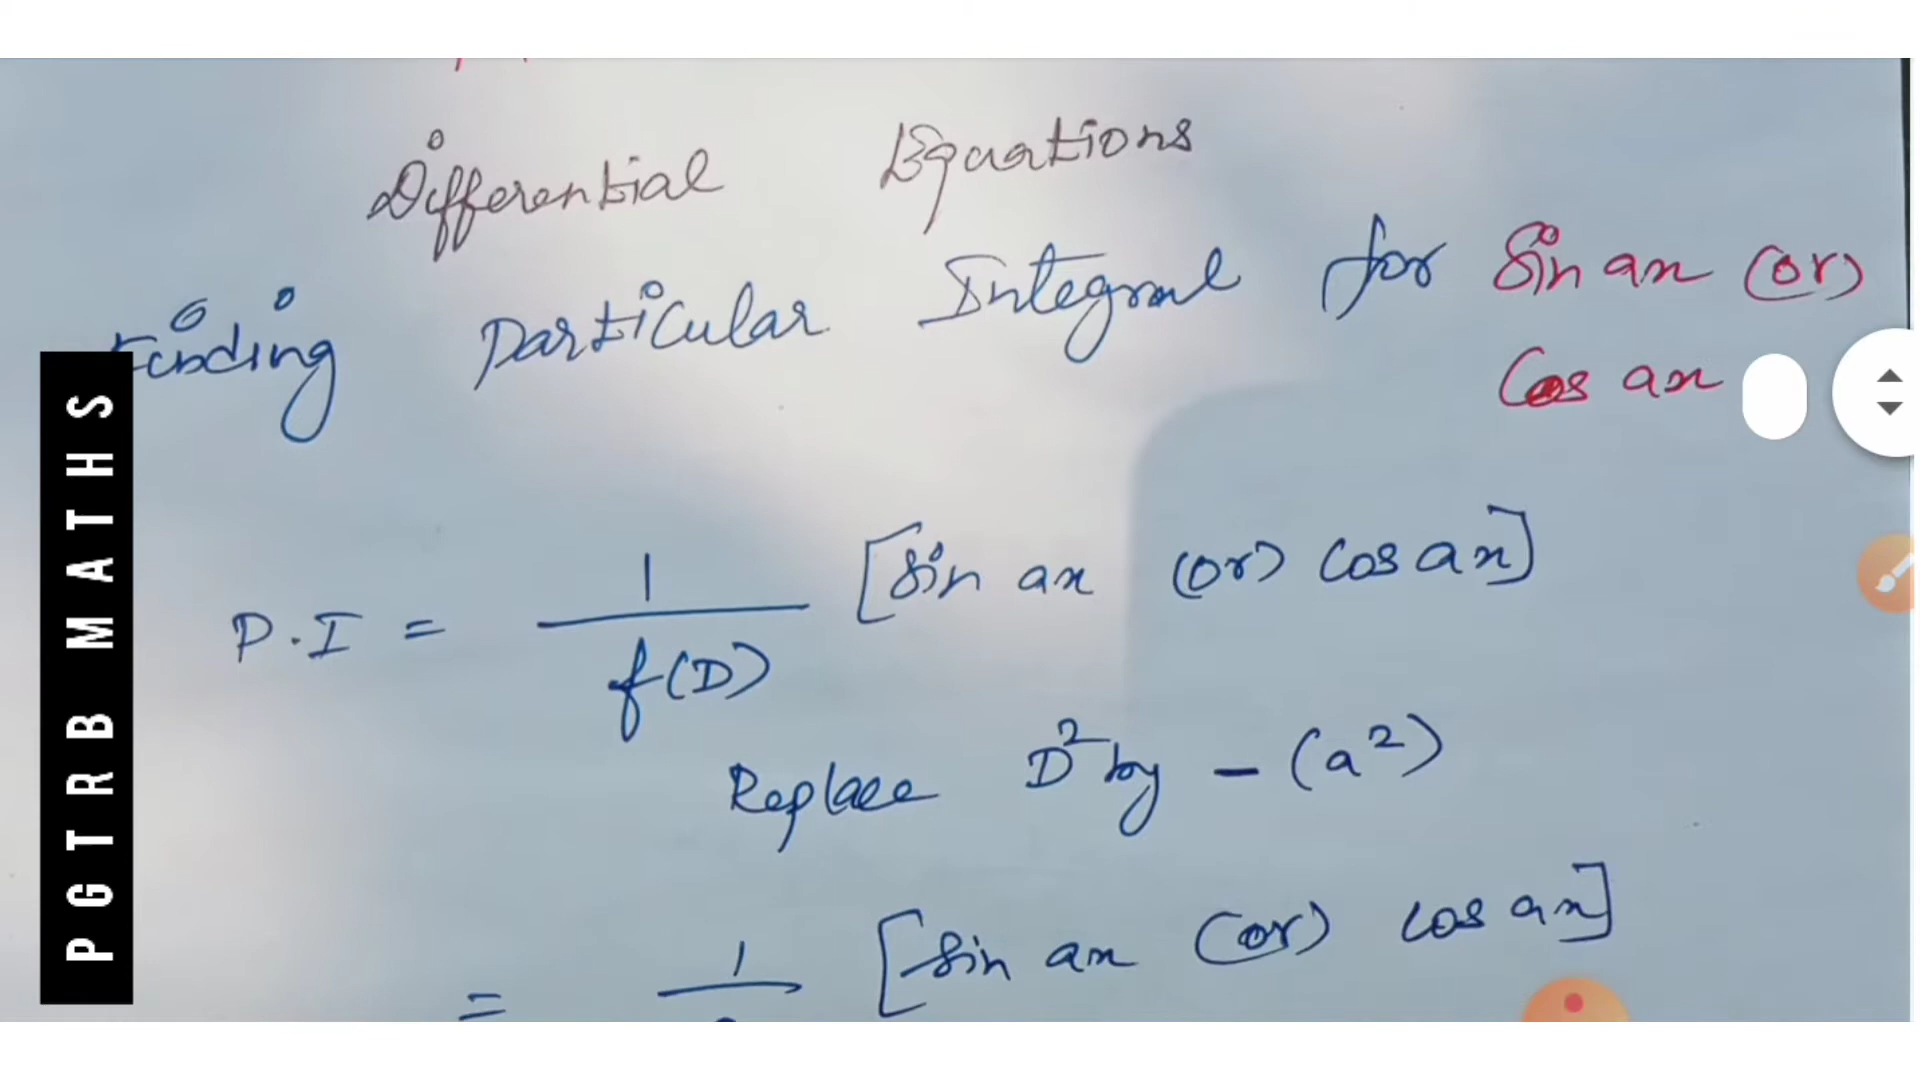 Differential Equations
Finding Particular Integral for Sin ax (or)
Cos ax
P.I = 1 / f(D) [Sin ax (or) Cos ax]
Replace D² by - (a²)
= 1 [Sin ax (or) Cos ax]
PGTRB MATHS